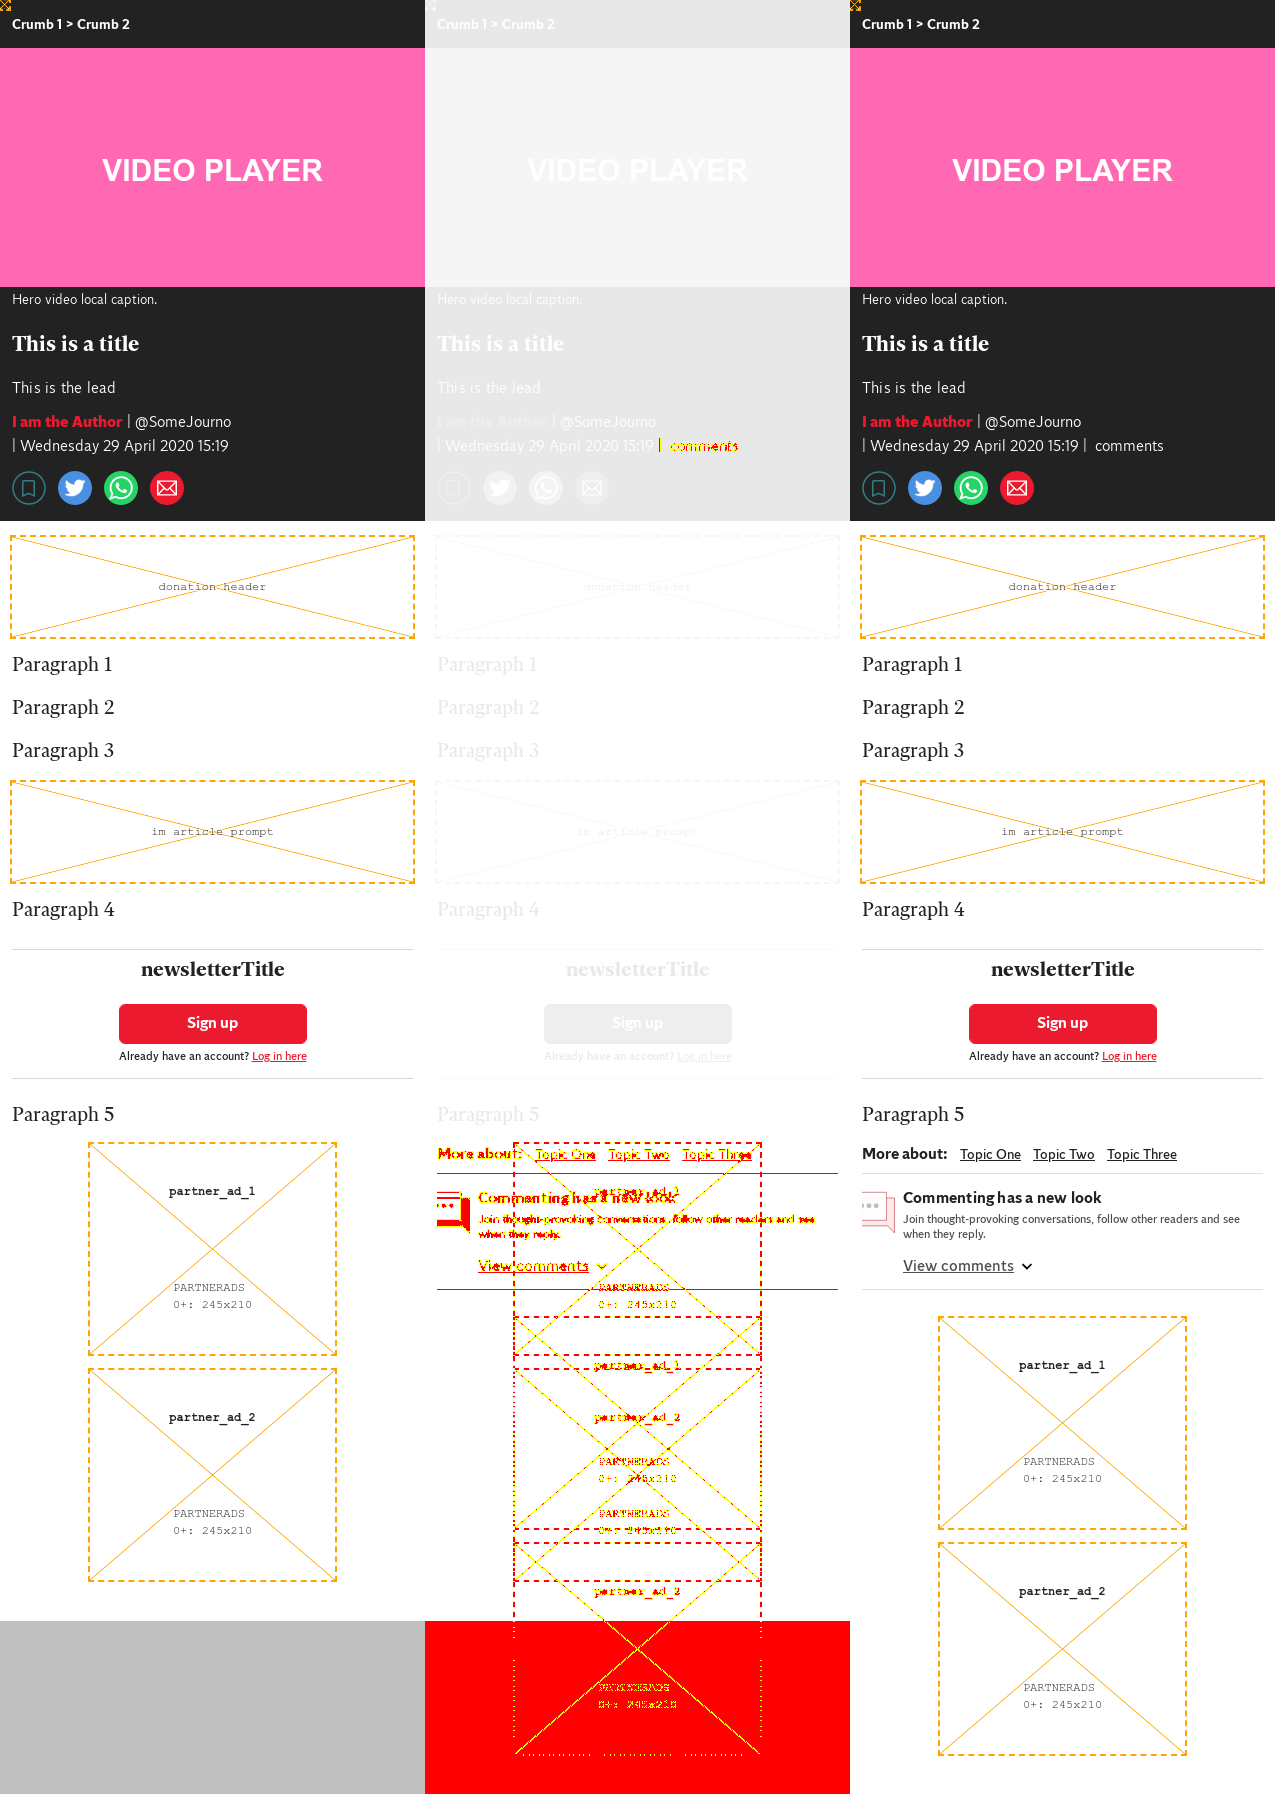 Crumb 1 > Crumb 2
VIDEO PLAYER
Hero video local caption.
This is a title
This is the lead
I am the Author | @SomeJourno
| Wednesday 29 April 2020 15:19
donation header
Paragraph 1
Paragraph 2
Paragraph 3
im article prompt
Paragraph 4
newsletterTitle
Sign up
Already have an account? Log in here
Paragraph 5
partner_ad_1
PARTNERADS
0+: 245x210
partner_ad_2
PARTNERADS
0+: 245x210
Crumb 1 > Crumb 2
VIDEO PLAYER
Hero video local caption.
This is a title
This is the lead
I am the Author | @SomeJourno
| Wednesday 29 April 2020 15:19 | comments
donation header
Paragraph 1
Paragraph 2
Paragraph 3
im article prompt
Paragraph 4
newsletterTitle
Sign up
Already have an account? Log in here
Paragraph 5
More about: Topic One Topic Two Topic Three
partner_ad_1
Commenting has a new look
Join thought-provoking conversations, follow other readers and see
when they reply.
View comments
PARTNERADS
0+: 245x210
partner_ad_1
partner_ad_2
PARTNERADS
0+: 245x210
PARTNERADS
0+: 245x210
partner_ad_2
PARTNERADS
0+: 245x210
Crumb 1 > Crumb 2
VIDEO PLAYER
Hero video local caption.
This is a title
This is the lead
I am the Author | @SomeJourno
| Wednesday 29 April 2020 15:19 | comments
donation header
Paragraph 1
Paragraph 2
Paragraph 3
im article prompt
Paragraph 4
newsletterTitle
Sign up
Already have an account? Log in here
Paragraph 5
More about: Topic One Topic Two Topic Three
Commenting has a new look
Join thought-provoking conversations, follow other readers and see
when they reply.
View comments
partner_ad_1
PARTNERADS
0+: 245x210
partner_ad_2
PARTNERADS
0+: 245x210